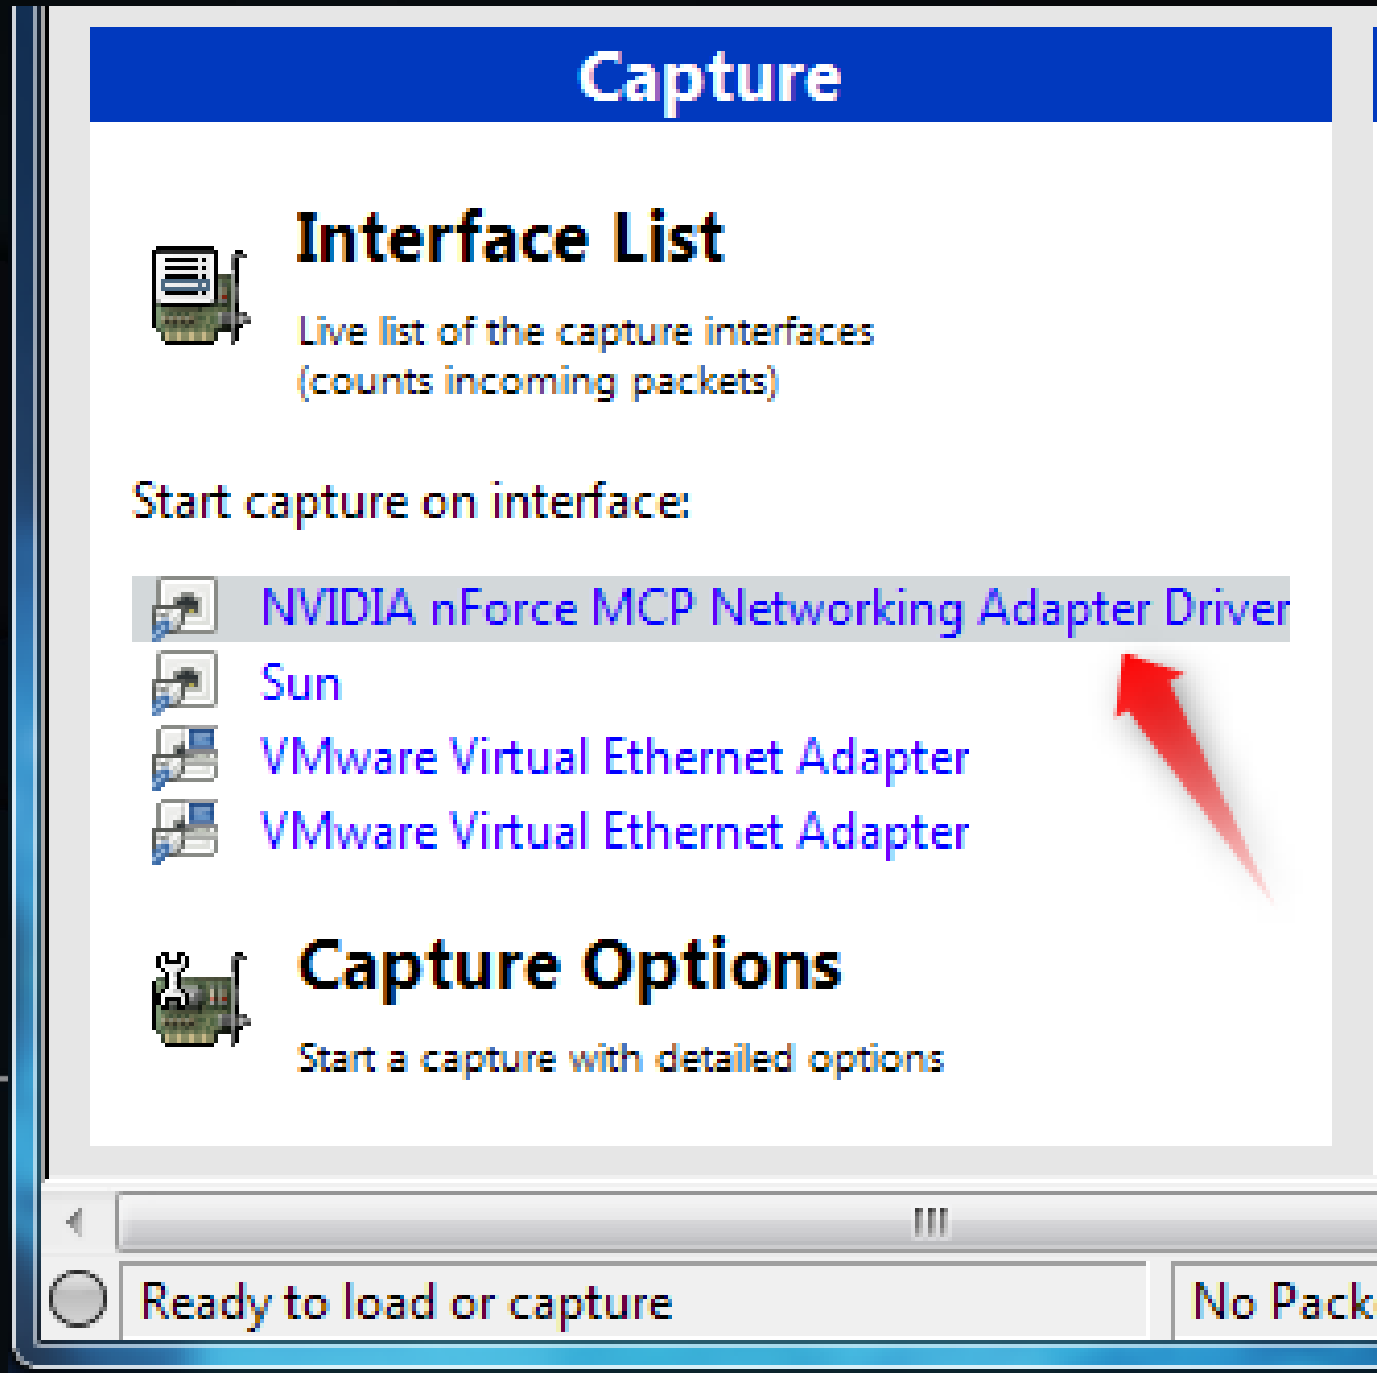 Capture
Interface List
Live list of the capture interfaces
(counts incoming packets)
Start capture on interface:
NVIDIA nForce MCP Networking Adapter Driver
Sun
VMware Virtual Ethernet Adapter
VMware Virtual Ethernet Adapter
Capture Options
Start a capture with detailed options
Ready to load or capture
No